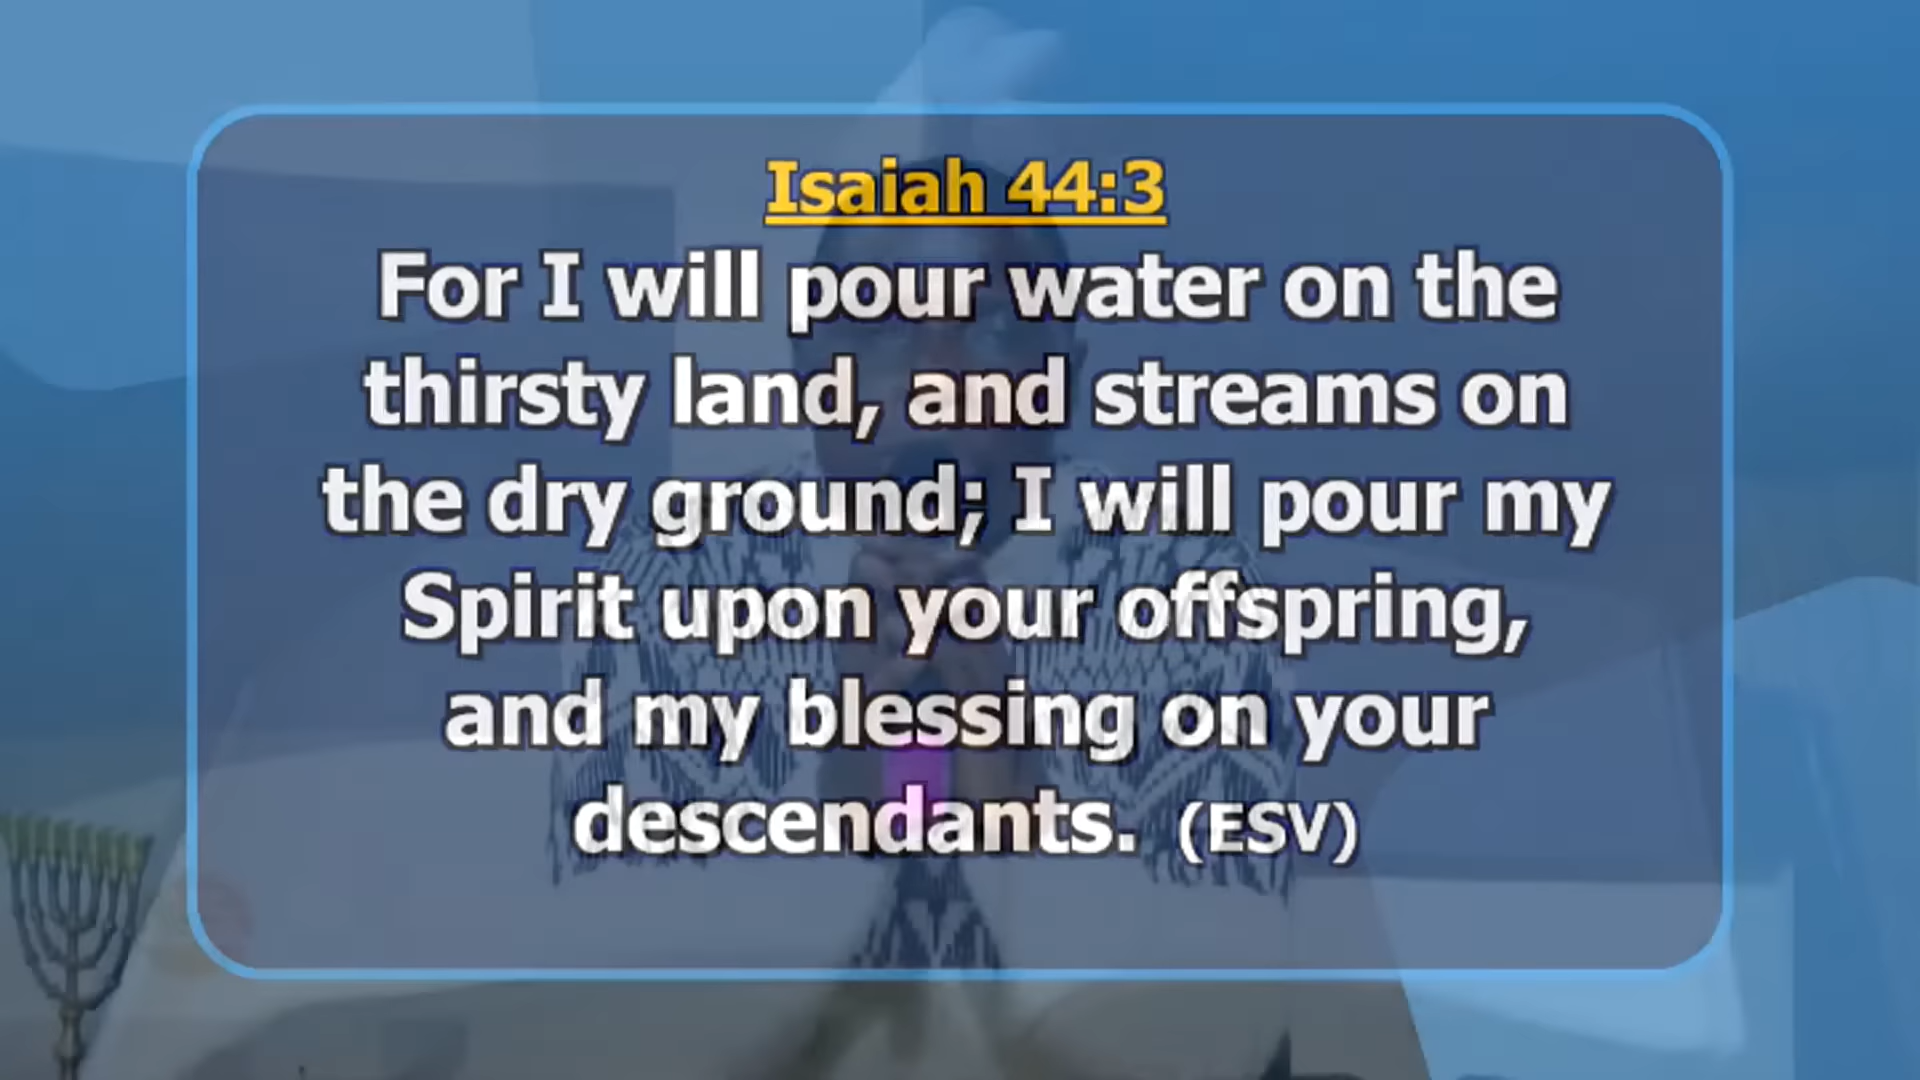 Isaiah 44:3
For I will pour water on the
thirsty land, and streams on
the dry ground; I will pour my
Spirit upon your offspring,
and my blessing on your
descendants. (ESV)